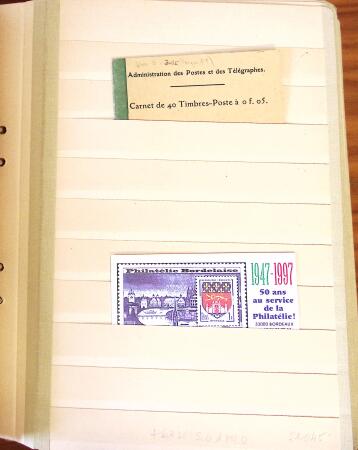 Administration des Postes et des Télégraphes.
Carnet de 40 Timbres-Poste à 0 f. 05.
Philatélie Bordelaise
1947-1997
50 ans
au service
de la
Philatélie!
33000 BORDEAUX